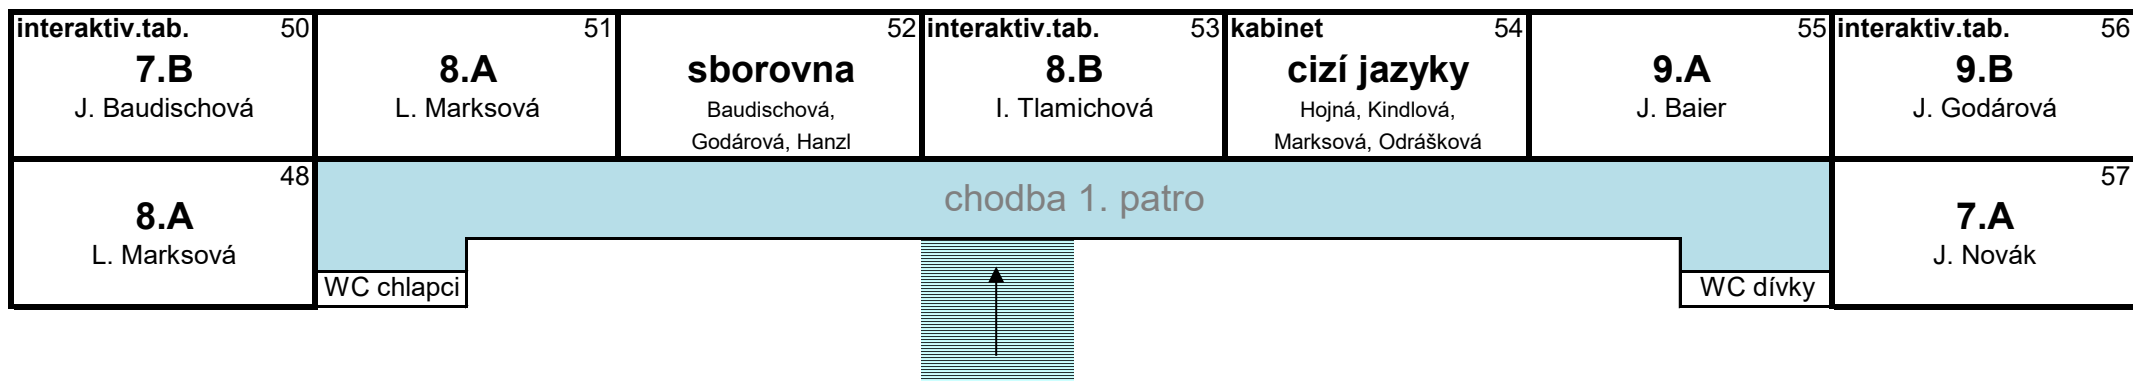 interaktiv.tab. 50
7.B
J. Baudischová
51
8.A
L. Marksová
52
sborovna
Baudischová,
Godárová, Hanzl
interaktiv.tab. 53
8.B
I. Tlamichová
kabinet 54
cizí jazyky
Hojná, Kindlová,
Marksová, Odrášková
55
9.A
J. Baier
interaktiv.tab. 56
9.B
J. Godárová
48
8.A
L. Marksová
chodba 1. patro
WC chlapci
WC dívky
57
7.A
J. Novák